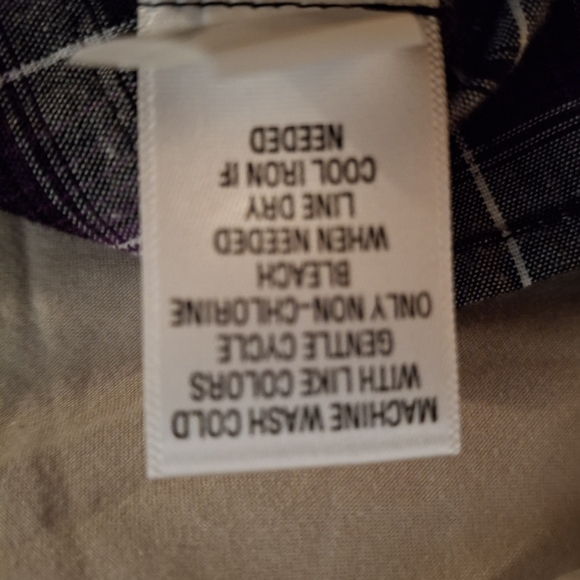 MACHINE WASH COLD
WITH LIKE COLORS
GENTLE CYCLE
ONLY NON-CHLORINE
BLEACH
WHEN NEEDED
LINE DRY
COOL IRON IF
NEEDED